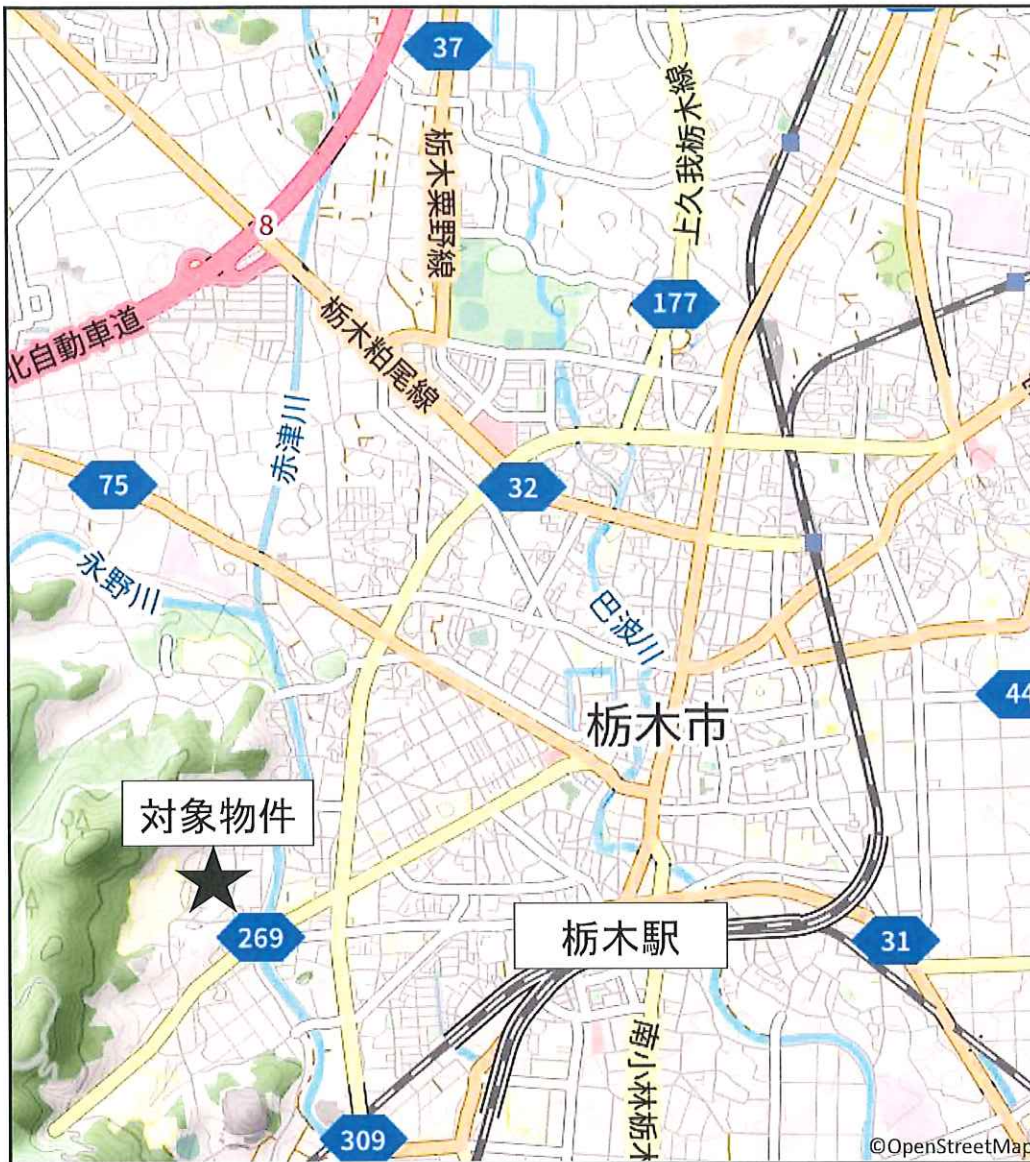 37
栃木粟野線
上久我栃木線
8
177
北自動車道
栃木粕尾線
赤津川
75
32
永野川
巴波川
44
栃木市
対象物件
269
栃木駅
31
南小林栃木
309
©OpenStreetMap